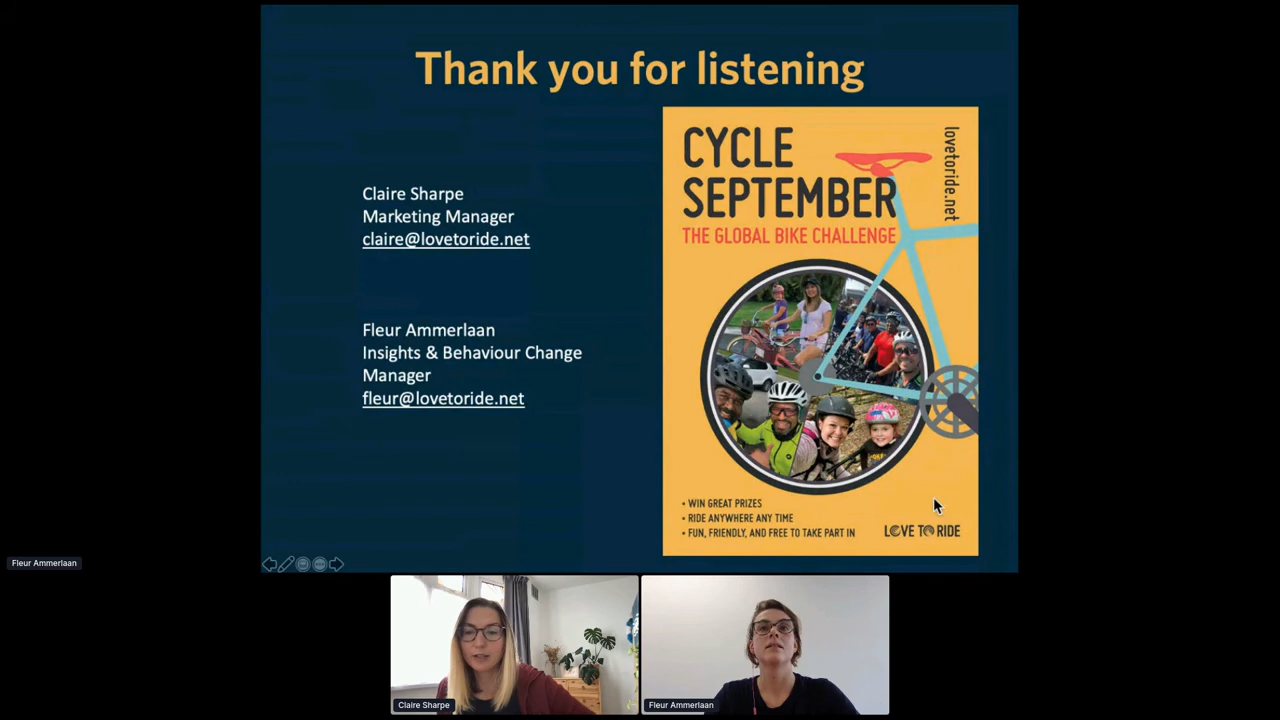 Thank you for listening
Claire Sharpe
Marketing Manager
claire@lovetoride.net
Fleur Ammerlaan
Insights & Behaviour Change
Manager
fleur@lovetoride.net
CYCLE
SEPTEMBER
THE GLOBAL BIKE CHALLENGE
lovetoride.net
• WIN GREAT PRIZES
• RIDE ANYWHERE ANY TIME
• FUN, FRIENDLY, AND FREE TO TAKE PART IN
LOVE TO RIDE
Fleur Ammerlaan
Claire Sharpe
Fleur Ammerlaan